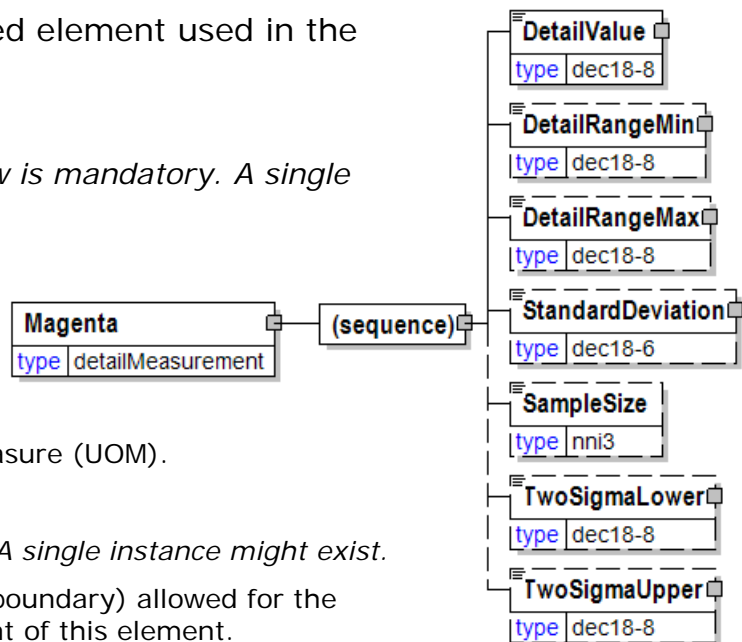 ed element used in the
w is mandatory. A single
asure (UOM).
A single instance might exist.
boundary) allowed for the
nt of this element.
Magenta
type detailMeasurement
(sequence)
DetailValue
type dec18-8
DetailRangeMin
type dec18-8
DetailRangeMax
type dec18-8
StandardDeviation
type dec18-6
SampleSize
type nni3
TwoSigmaLower
type dec18-8
TwoSigmaUpper
type dec18-8